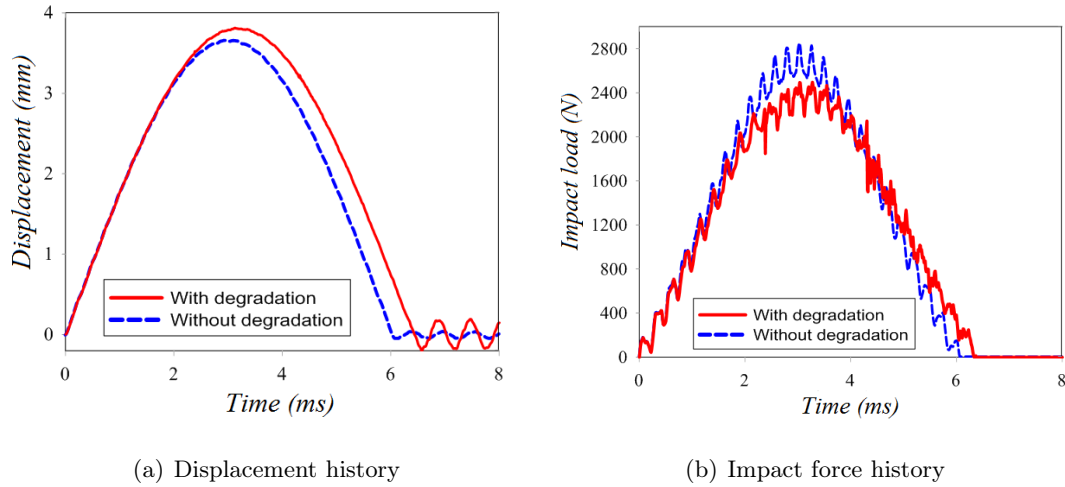 4
3
2
1
0
Displacement (mm)
With degradation
Without degradation
0 2 4 6 8
Time (ms)
(a) Displacement history
2800
2400
2000
1600
1200
800
400
0
Impact load (N)
With degradation
Without degradation
0 2 4 6 8
Time (ms)
(b) Impact force history